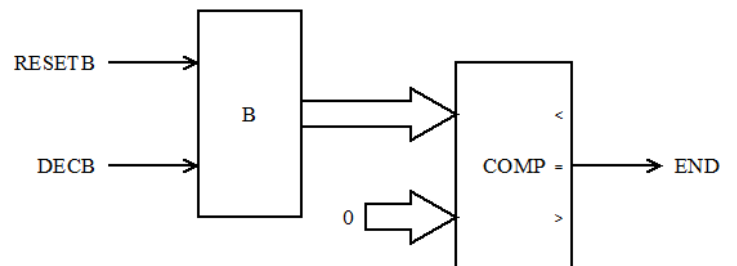 RESETB
B
<
DECB
COMP = END
0
>